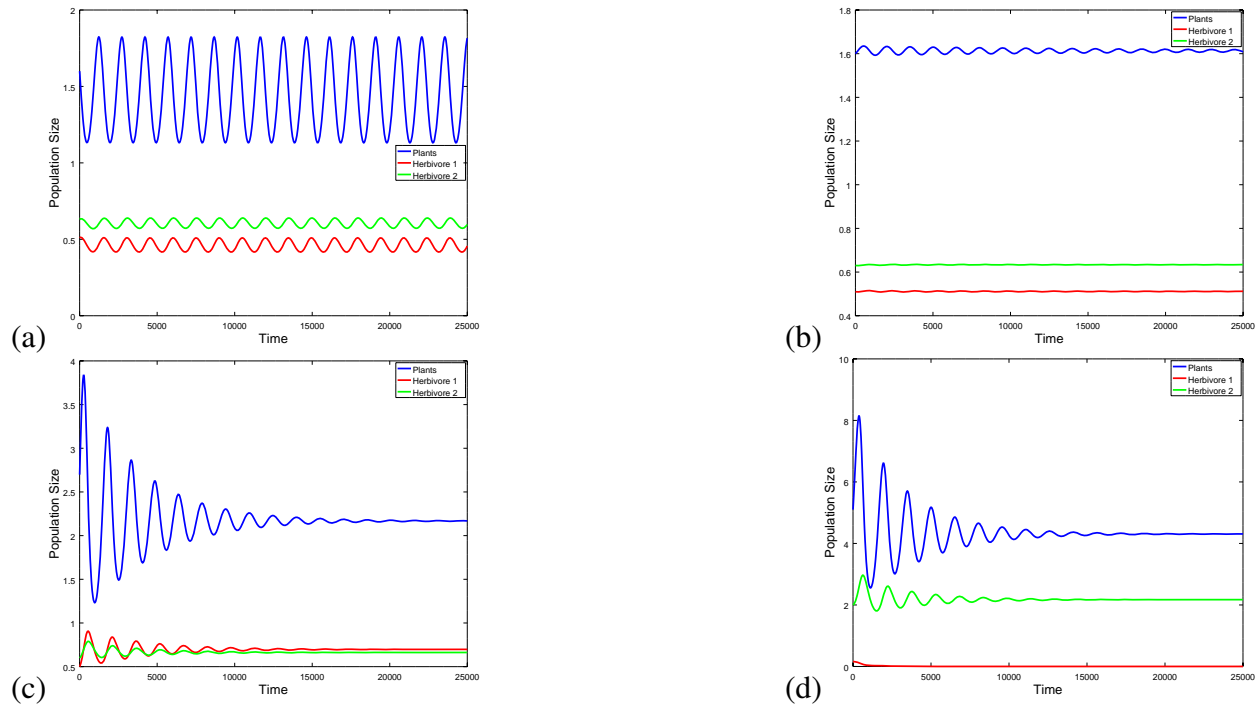 2
1.5
1
0.5
0
Population Size
Plants
Herbivore 1
Herbivore 2
0 5000 10000 15000 20000 25000
Time
(a)
1.8
1.6
1.4
1.2
1
0.8
0.6
0.4
Population Size
Plants
Herbivore 1
Herbivore 2
0 5000 10000 15000 20000 25000
Time
(b)
4
3.5
3
2.5
2
1.5
1
0.5
Population Size
Plants
Herbivore 1
Herbivore 2
0 5000 10000 15000 20000 25000
Time
(c)
10
8
6
4
2
0
Population Size
Plants
Herbivore 1
Herbivore 2
0 5000 10000 15000 20000 25000
Time
(d)